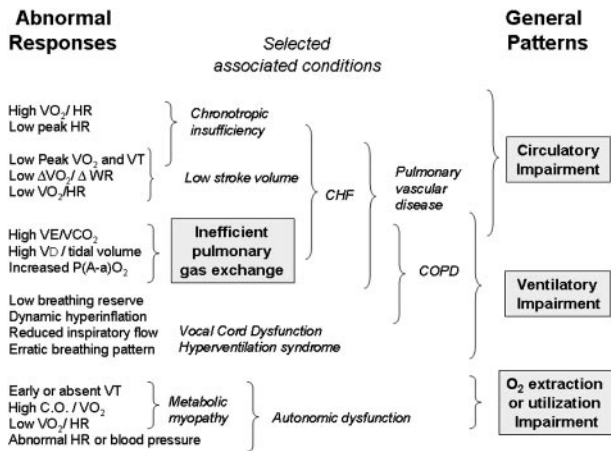 Abnormal
Responses
Selected
associated conditions
General
Patterns
High VO₂/ HR
Low peak HR
Chronotropic
insufficiency
Low Peak VO₂ and VT
Low ΔVO₂/ Δ WR
Low VO₂/HR
Low stroke volume
CHF
Pulmonary
vascular
disease
Circulatory
Impairment
High VE/VCO₂
High VD/ tidal volume
Increased P(A-a)O₂
Inefficient
pulmonary
gas exchange
COPD
Ventilatory
Impairment
Low breathing reserve
Dynamic hyperinflation
Reduced inspiratory flow
Erratic breathing pattern
Vocal Cord Dysfunction
Hyperventilation syndrome
Early or absent VT
High C.O./ VO₂
Low VO₂/ HR
Abnormal HR or blood pressure
Metabolic
myopathy
Autonomic dysfunction
O₂ extraction
or utilization
Impairment